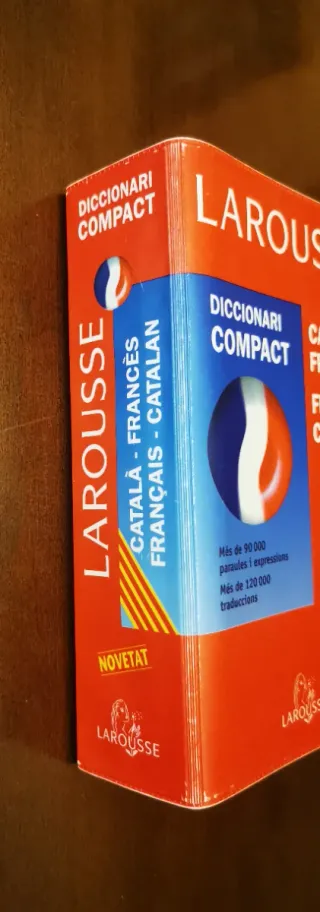 DICCIONARI
COMPACT
LAROUSSE
CATALÀ - FRANCÈS
FRANÇAIS - CATALAN
NOVETAT
LAROUSSE
LAROUSSE
DICCIONARI
COMPACT
Més de 90 000
paraules i expressions
Més de 120 000
traduccions
LAROUSSE